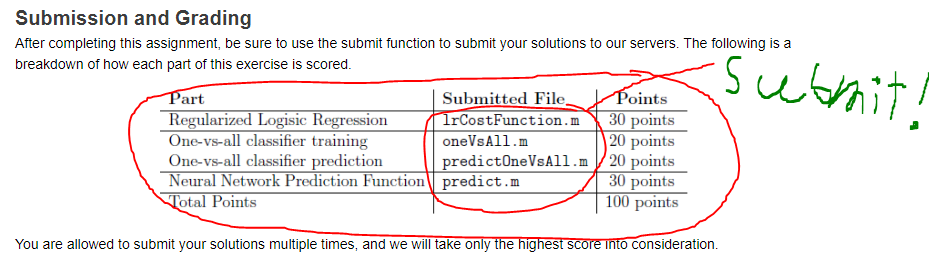 Submission and Grading
After completing this assignment, be sure to use the submit function to submit your solutions to our servers. The following is a
breakdown of how each part of this exercise is scored.
Submit!
Part Submitted File Points
Regularized Logisic Regression lrCostFunction.m 30 points
One-vs-all classifier training oneVsAll.m 20 points
One-vs-all classifier prediction predictOneVsAll.m 20 points
Neural Network Prediction Function predict.m 30 points
Total Points 100 points
You are allowed to submit your solutions multiple times, and we will take only the highest score into consideration.